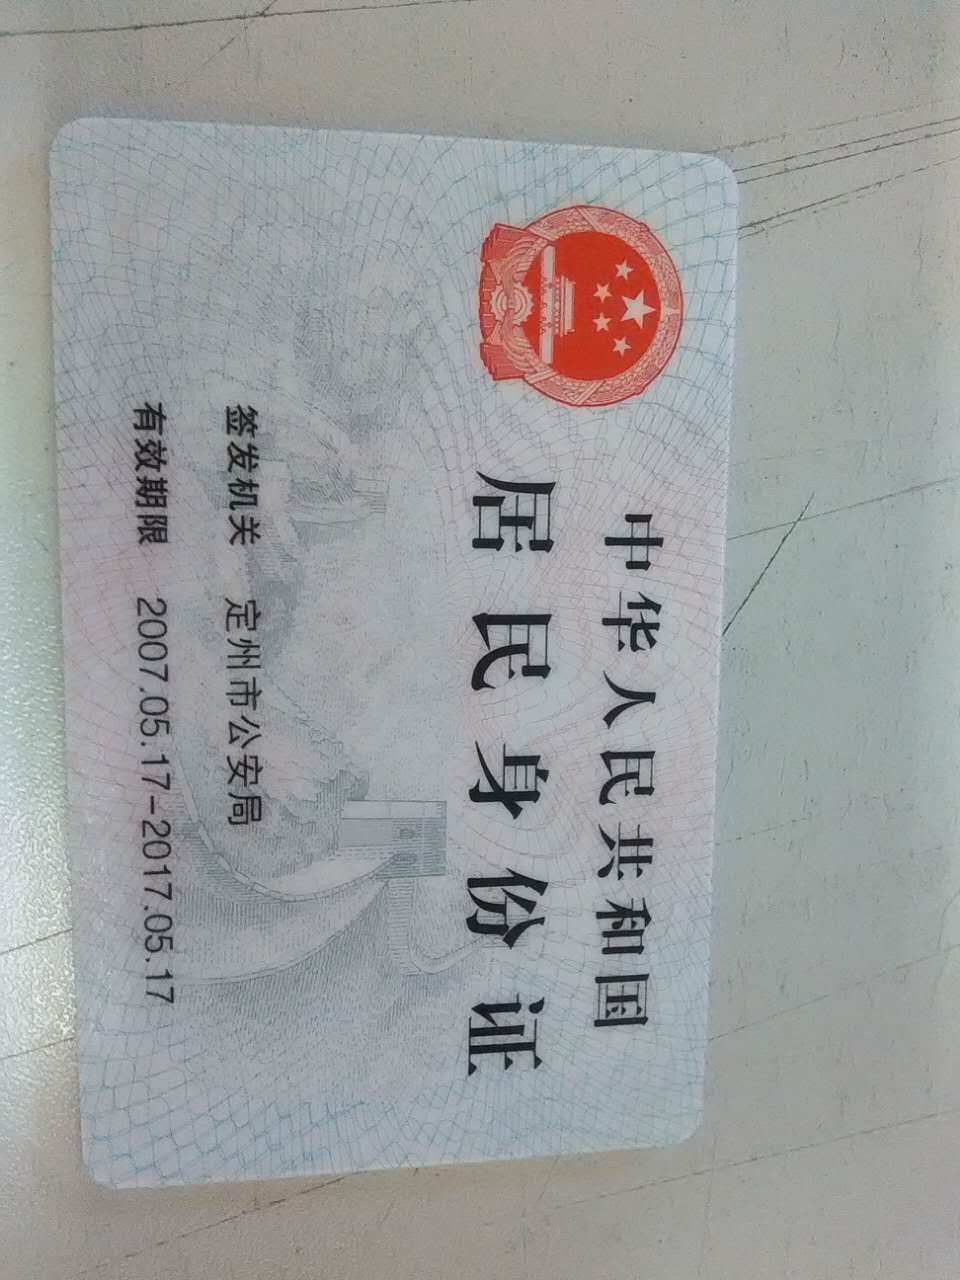 中华人民共和国
居民身份证
签发机关 定州市公安局
有效期限 2007.05.17-2017.05.17